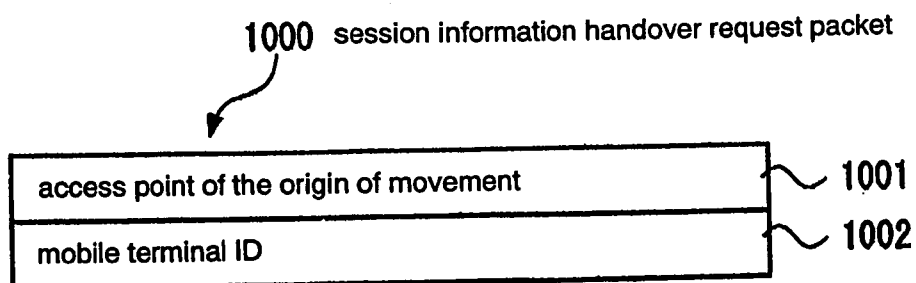 1000 session information handover request packet
access point of the origin of movement 1001
mobile terminal ID 1002